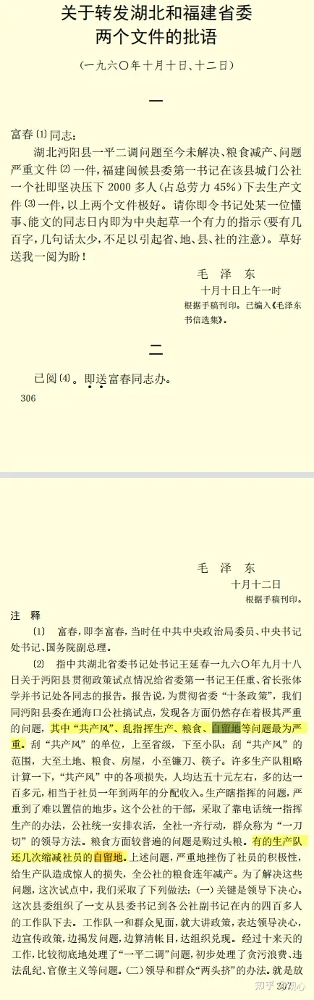 关于转发湖北和福建省委
两个文件的批语
(一九六〇年十月十日、十二日)
一
富春〔1〕同志:
湖北沔阳县一平二调问题至今未解决、粮食减产、问题
严重文件〔2〕一件,福建闽候县委第一书记在该县城门公社
一个社即坚决压下2000多人(占总劳力45%)下去生产文
件〔3〕一件,以上两个文件极好。请你即令书记处某一位懂
事、能文的同志日内即为中央起草一个有力的指示(要有几
百字,几句话太少,不足以引起省、地、县、社的注意)。草好
送我一阅为盼!
毛 泽 东
十月十日上午一时
根据手稿刊印。已编入《毛泽东
书信选集》。
二
已阅〔4〕。即送富春同志办。
306
毛 泽 东
十月十二日
根据手稿刊印。
注 释
〔1〕 富春,即李富春,当时任中共中央政治局委员、中央书记
处书记、国务院副总理。
〔2〕 指中共湖北省委书记处书记王延春一九六〇年九月十八
日关于沔阳县贯彻政策试点情况给省委第一书记王任重、省长张体
学并书记处各同志的报告。报告说,为贯彻省委“十条政策”,我们
同沔阳县委在通海口公社搞试点,发现各方面仍然存在着极其严重
的问题,其中“共产风”、乱指挥生产、粮食、自留地等问题最为严
重。刮“共产风”的单位,上至省级,下至小队;刮“共产风”的
范围,大至土地、粮食、房屋,小至镰刀、筷子。许多生产队粗略
计算一下,“共产风”中的各项损失,人均达五十元左右,多的达一
百多元,相当于社员一年到两年的分配收入。生产瞎指挥的问题,严
重到了难以置信的地步。这个公社的干部,采取了靠电话统一指挥
生产的办法,公社统一安排农活,全社一齐行动,群众称为“一刀
切”的领导方法。粮食方面较普遍的问题是购过头粮。有的生产队
还几次缩减社员的自留地。上述问题,严重地挫伤了社员的积极性,
给生产队造成惊人的损失,全公社的粮食连年减产。为了解决这些
问题,这次试点中,我们采取了下列做法:(一)关键是领导下决心。
这次县委组织了一支从县委书记到各公社副书记在内的四百多人
的工作队下去。工作队一和群众见面,就大讲政策,表达领导决心,
边宣传政策,边揭发问题,边算清帐目,达组织兑现。经过十来天的
工作,比较彻底地处理了“一平二调”问题,初步处理了贪污浪费、违
法乱纪、官僚主义等问题。(二)领导和群众“两头挤”的办法。就是放
307
知乎 @观心